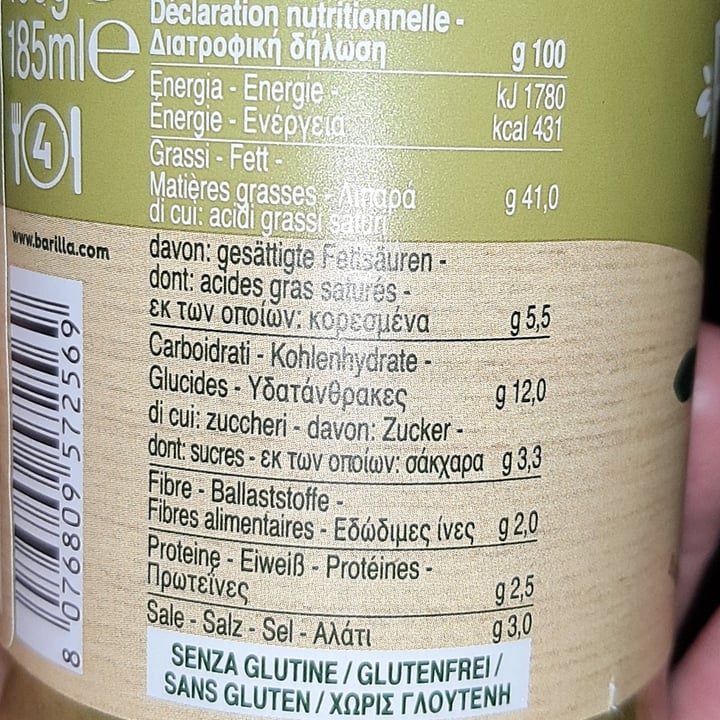 Déclaration nutritionnelle -
Διατροφική δήλωση
g 100
185ml e
Energia - Energie -
kJ 1780
Énergie - Ενέργεια
kcal 431
4
Grassi - Fett -
Matières grasses - Λιπαρά
g 41,0
di cui: acidi grassi saturi
www.barilla.com
davon: gesättigte Fettsäuren -
dont: acides gras saturés -
εκ των οποίων: κορεσμένα g 5,5
Carboidrati - Kohlenhydrate -
Glucides - Υδατάνθρακες g 12,0
di cui: zuccheri - davon: Zucker -
dont: sucres - εκ των οποίων: σάκχαρα g 3,3
Fibre - Ballaststoffe -
Fibres alimentaires - Εδώδιμες ίνες g 2,0
Proteine - Eiweiß - Protéines -
Πρωτεΐνες g 2,5
Sale - Salz - Sel - Αλάτι g 3,0
SENZA GLUTINE / GLUTENFREI /
SANS GLUTEN / ΧΩΡΙΣ ΓΛΟΥΤΕΝΗ
8 076809 572569